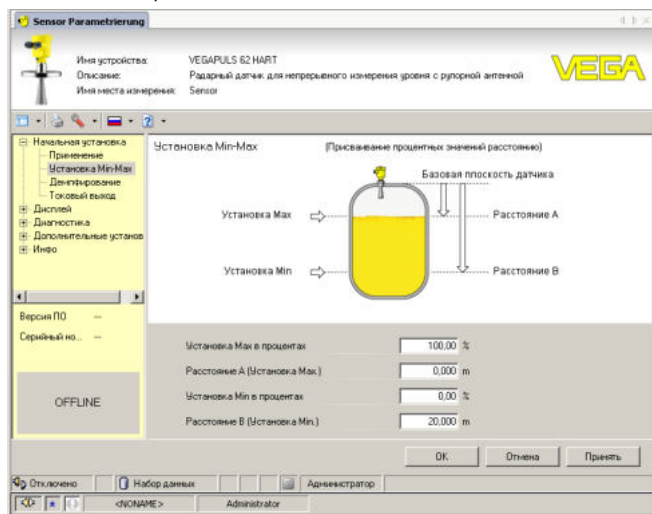 Sensor Parametrierung
Имя устройства: VEGAPULS 62 HART
Описание: Радарный датчик для непрерывного измерения уровня с рупорной антенной
Имя места измерения: Sensor
VEGA
Начальная установка
Применение
Установка Min-Max
Демпфирование
Токовый выход
Дисплей
Диагностика
Дополнительные установ
Инфо
Версия ПО —
Серийный но... —
OFFLINE
Установка Min-Max (Присваивание процентных значений расстоянию)
Базовая плоскость датчика
Установка Max Расстояние A
Установка Min Расстояние B
Установка Max в процентах 100,00 %
Расстояние A (Установка Max.) 0,000 m
Установка Min в процентах 0,00 %
Расстояние B (Установка Min.) 20,000 m
OK Отмена Принять
Отключено Набор данных Администратор
<NONAME> Administrator